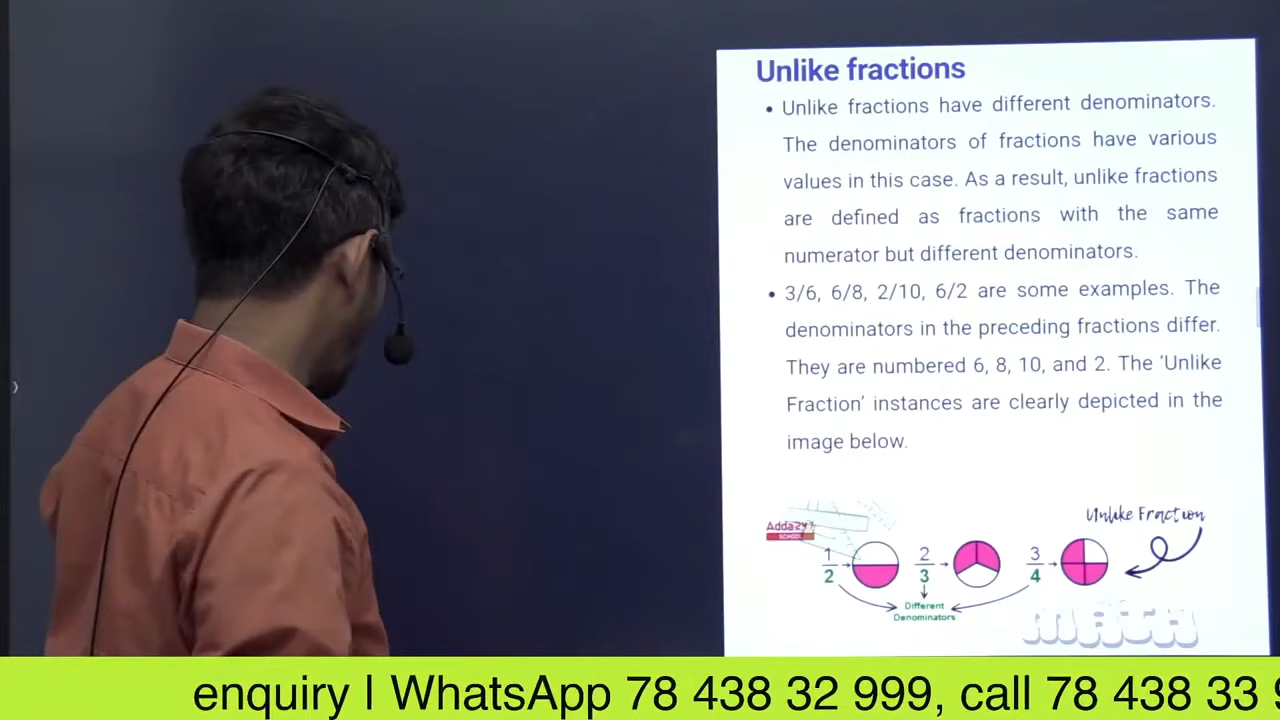 Unlike fractions
• Unlike fractions have different denominators.
The denominators of fractions have various
values in this case. As a result, unlike fractions
are defined as fractions with the same
numerator but different denominators.
• 3/6, 6/8, 2/10, 6/2 are some examples. The
denominators in the preceding fractions differ.
They are numbered 6, 8, 10, and 2. The ‘Unlike
Fraction’ instances are clearly depicted in the
image below.
Unlike Fraction
Adda247
SCHOOL
1/2 2/3 3/4
Different
Denominators
MATH
enquiry I WhatsApp 78 438 32 999, call 78 438 33